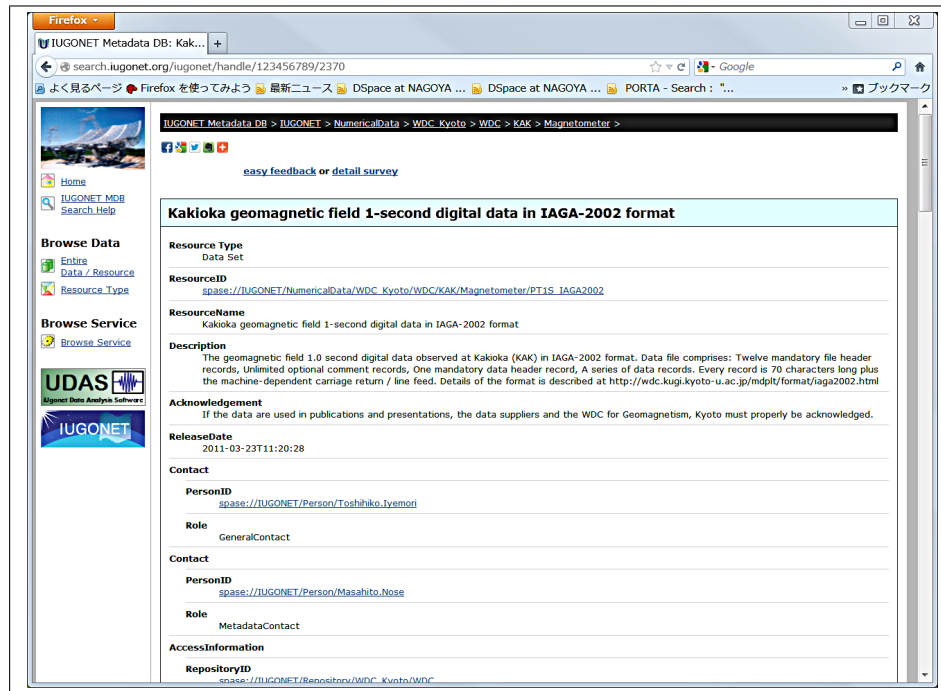 Firefox
IUGONET Metadata DB: Kak... +
search.iugonet.org/iugonet/handle/123456789/2370
Google
よく見るページ Firefox を使ってみよう 最新ニュース DSpace at NAGOYA ... DSpace at NAGOYA ... PORTA - Search : "... » ブックマーク
IUGONET Metadata DB > IUGONET > NumericalData > WDC_Kyoto > WDC > KAK > Magnetometer >
easy feedback or detail survey
Home
IUGONET MDB
Search Help
Browse Data
Entire
Data / Resource
Resource Type
Browse Service
Browse Service
UDAS
iUgonet Data Analysis Software
IUGONET
Kakioka geomagnetic field 1-second digital data in IAGA-2002 format
Resource Type
Data Set
ResourceID
spase://IUGONET/NumericalData/WDC_Kyoto/WDC/KAK/Magnetometer/PT1S_IAGA2002
ResourceName
Kakioka geomagnetic field 1-second digital data in IAGA-2002 format
Description
The geomagnetic field 1.0 second digital data observed at Kakioka (KAK) in IAGA-2002 format. Data file comprises: Twelve mandatory file header
records, Unlimited optional comment records, One mandatory data header record, A series of data records. Every record is 70 characters long plus
the machine-dependent carriage return / line feed. Details of the format is described at http://wdc.kugi.kyoto-u.ac.jp/mdplt/format/iaga2002.html
Acknowledgement
If the data are used in publications and presentations, the data suppliers and the WDC for Geomagnetism, Kyoto must properly be acknowledged.
ReleaseDate
2011-03-23T11:20:28
Contact
PersonID
spase://IUGONET/Person/Toshihiko.Iyemori
Role
GeneralContact
Contact
PersonID
spase://IUGONET/Person/Masahito.Nose
Role
MetadataContact
AccessInformation
RepositoryID
spase://IUGONET/Repository/WDC_Kyoto/WDC